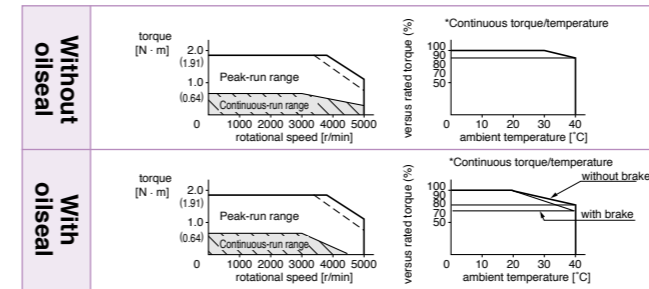 Without
oilseal
torque
[N · m]
2.0
(1.91)
1.0
(0.64)
Peak-run range
Continuous-run range
0 1000 2000 3000 4000 5000
rotational speed [r/min]
*Continuous torque/temperature
versus rated torque (%)
100
90
80
70
50
0 10 20 30 40
ambient temperature [˚C]
With
oilseal
torque
[N · m]
2.0
(1.91)
1.0
(0.64)
Peak-run range
Continuous-run range
0 1000 2000 3000 4000 5000
rotational speed [r/min]
*Continuous torque/temperature
without brake
versus rated torque (%)
100
90
80
70
50
with brake
0 10 20 30 40
ambient temperature [˚C]